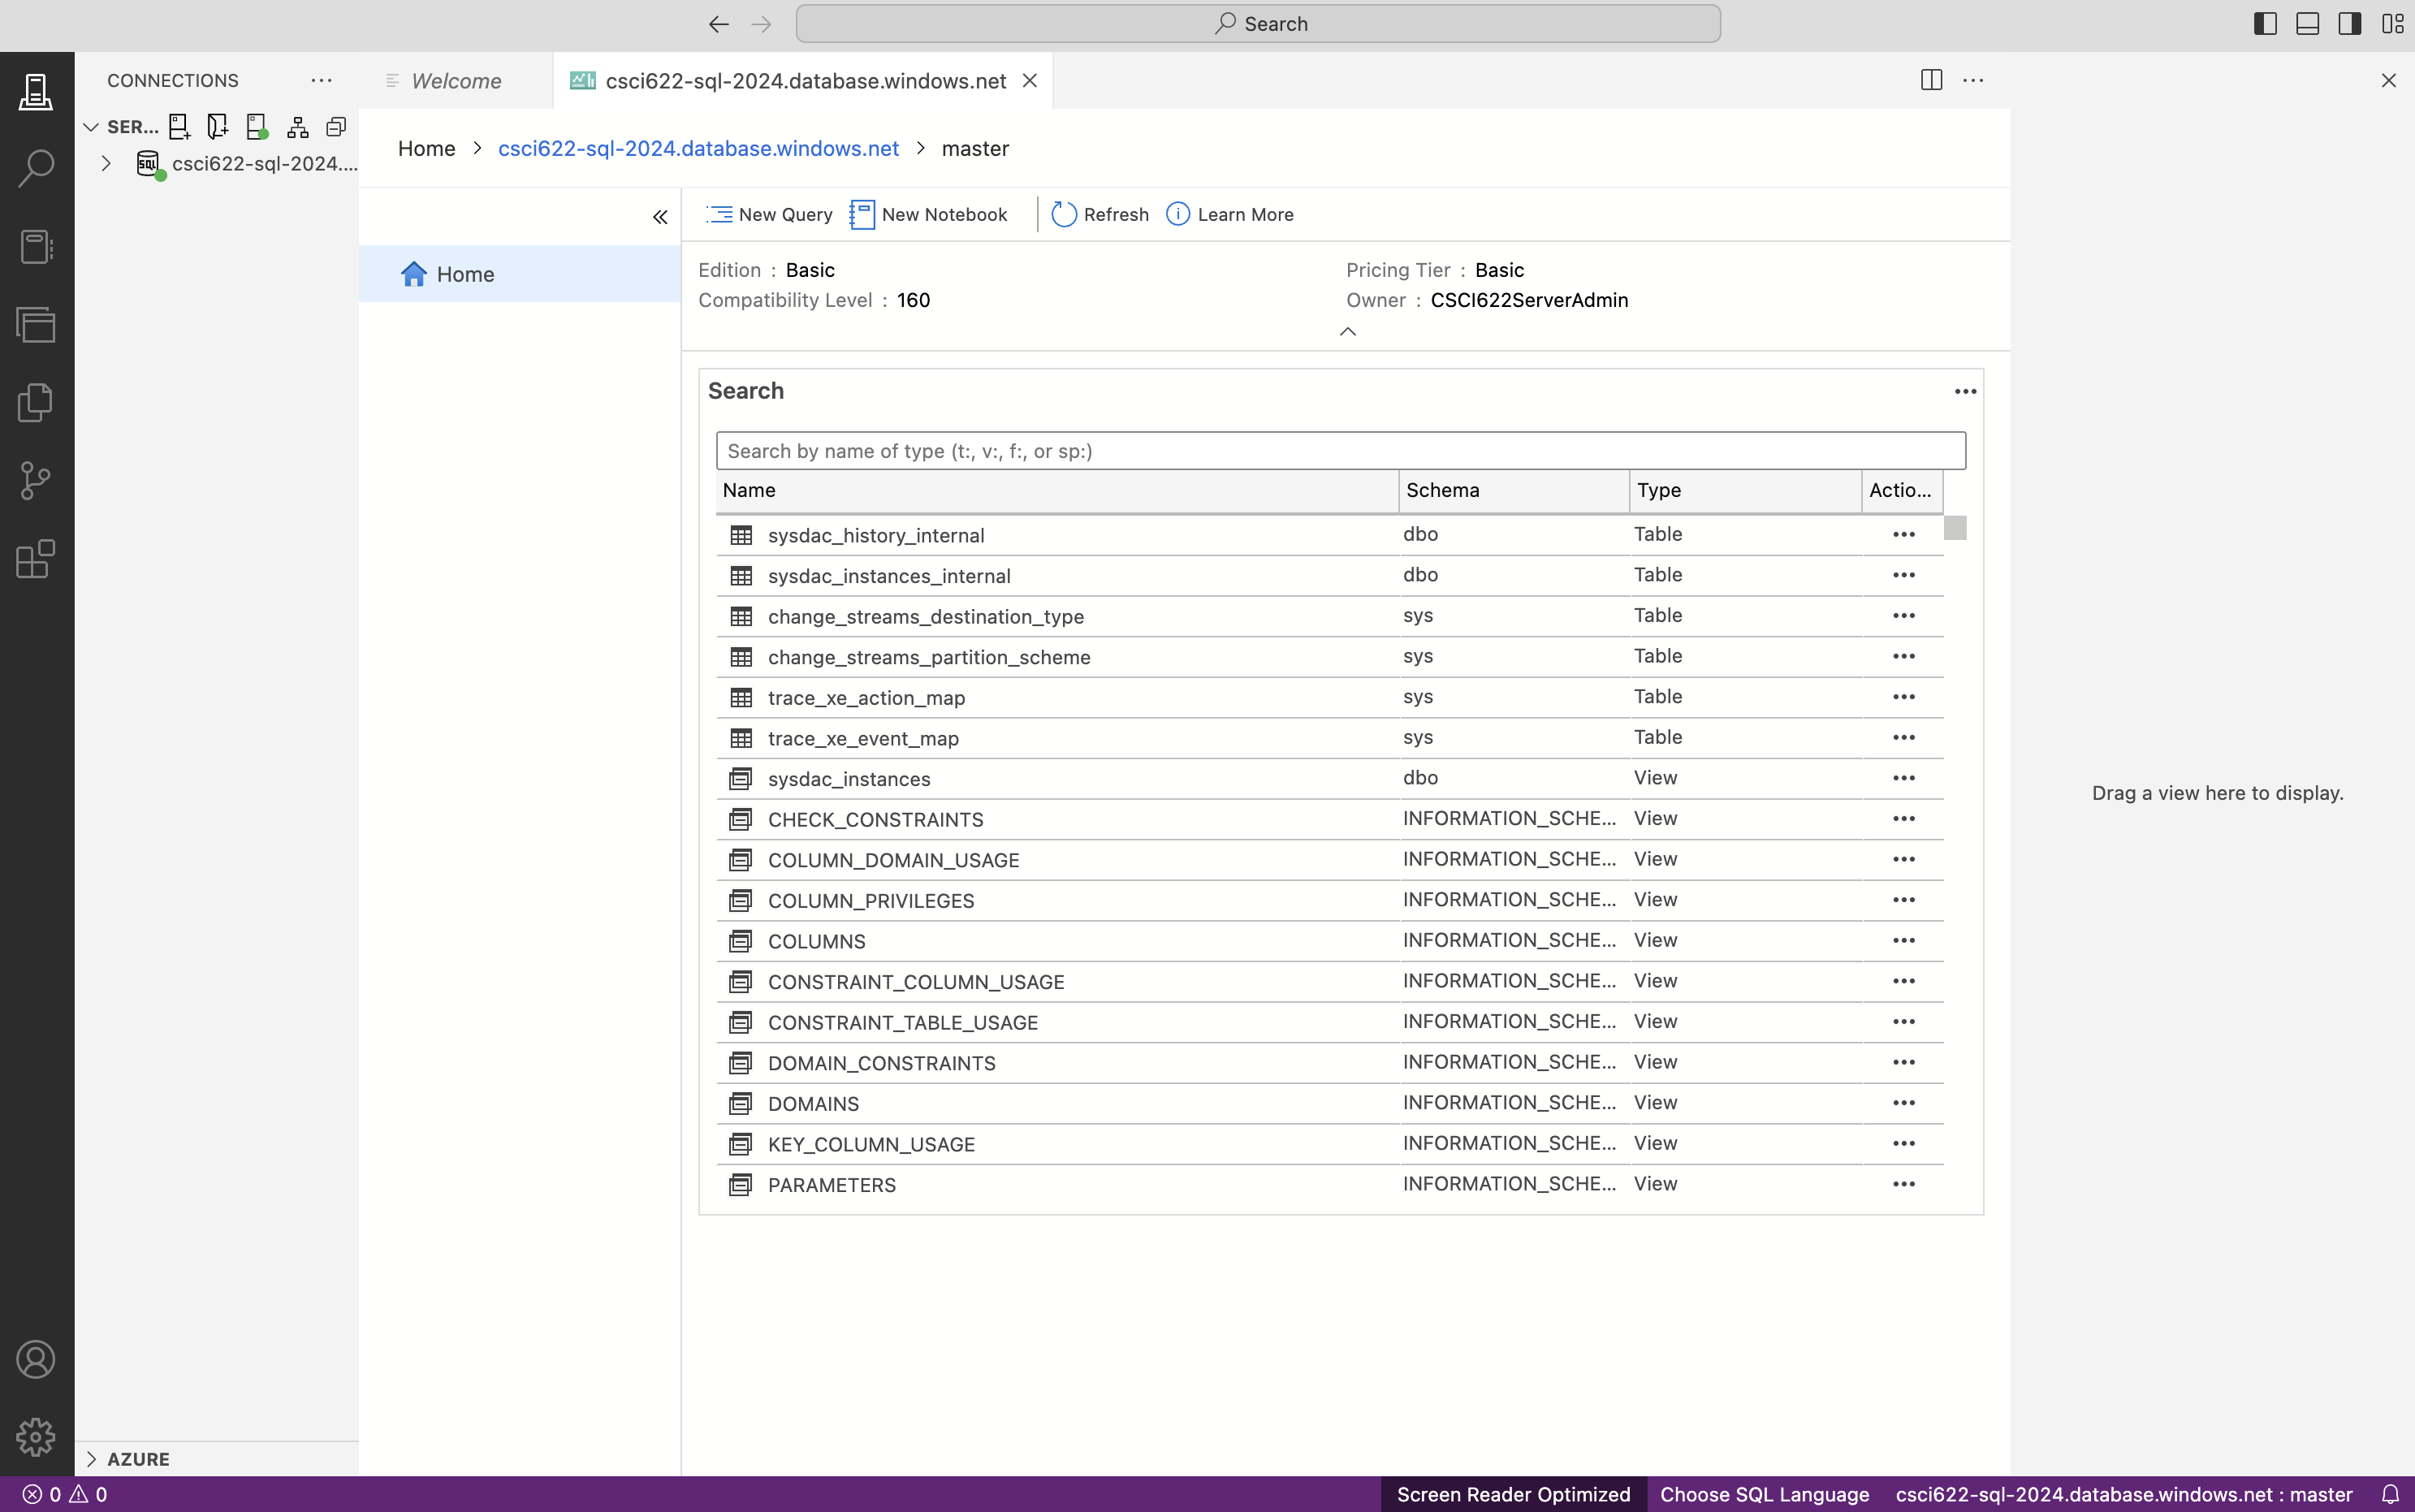 Search
CONNECTIONS
Welcome
csci622-sql-2024.database.windows.net
SER...
csci622-sql-2024....
Home
csci622-sql-2024.database.windows.net
master
New Query
New Notebook
Refresh
Learn More
Home
Edition : Basic
Pricing Tier : Basic
Compatibility Level : 160
Owner : CSCI622ServerAdmin
Search
Search by name of type (t:, v:, f:, or sp:)
Name Schema Type Actio...
sysdac_history_internal dbo Table
sysdac_instances_internal dbo Table
change_streams_destination_type sys Table
change_streams_partition_scheme sys Table
trace_xe_action_map sys Table
trace_xe_event_map sys Table
sysdac_instances dbo View
CHECK_CONSTRAINTS INFORMATION_SCHE... View
COLUMN_DOMAIN_USAGE INFORMATION_SCHE... View
COLUMN_PRIVILEGES INFORMATION_SCHE... View
COLUMNS INFORMATION_SCHE... View
CONSTRAINT_COLUMN_USAGE INFORMATION_SCHE... View
CONSTRAINT_TABLE_USAGE INFORMATION_SCHE... View
DOMAIN_CONSTRAINTS INFORMATION_SCHE... View
DOMAINS INFORMATION_SCHE... View
KEY_COLUMN_USAGE INFORMATION_SCHE... View
PARAMETERS INFORMATION_SCHE... View
Drag a view here to display.
AZURE
0 0
Screen Reader Optimized
Choose SQL Language
csci622-sql-2024.database.windows.net : master